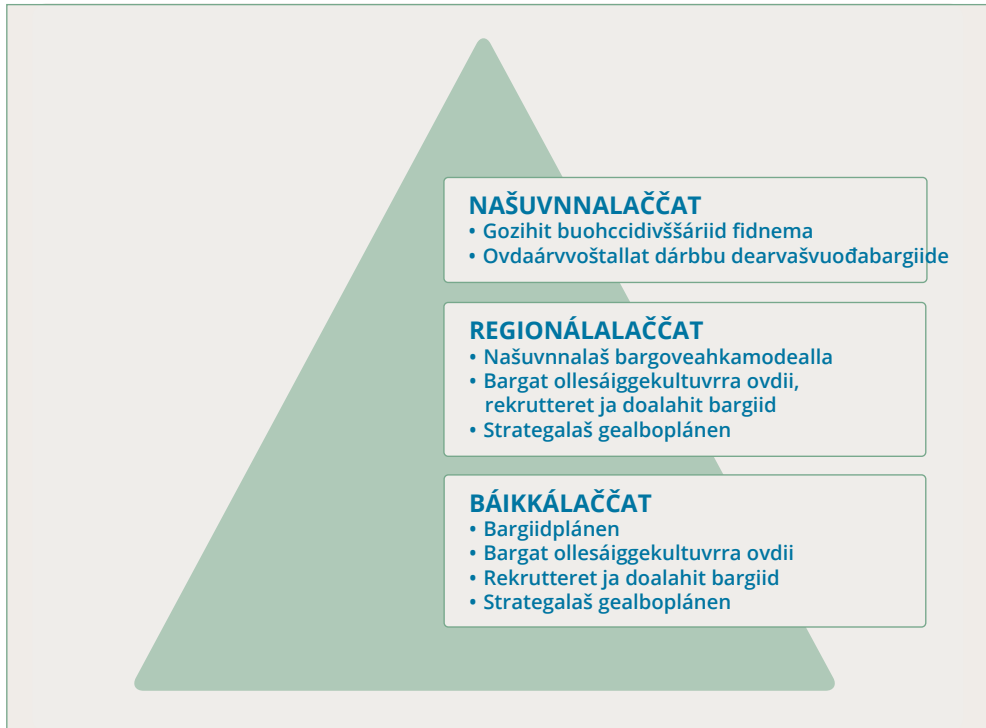 NAŠUVNNALAČČAT
• Gozihit buohccidivššáriid fidnema
• Ovdaárvvoštallat dárbbu dearvašvuođabargiide
REGIONÁLALAČČAT
• Našuvnnalaš bargoveahkamodealla
• Bargat ollesáiggekultuvrra ovdii,
rekrutteret ja doalahit bargiid
• Strategalaš gealboplánen
BÁIKKÁLAČČAT
• Bargiidplánen
• Bargat ollesáiggekultuvrra ovdii
• Rekrutteret ja doalahit bargiid
• Strategalaš gealboplánen